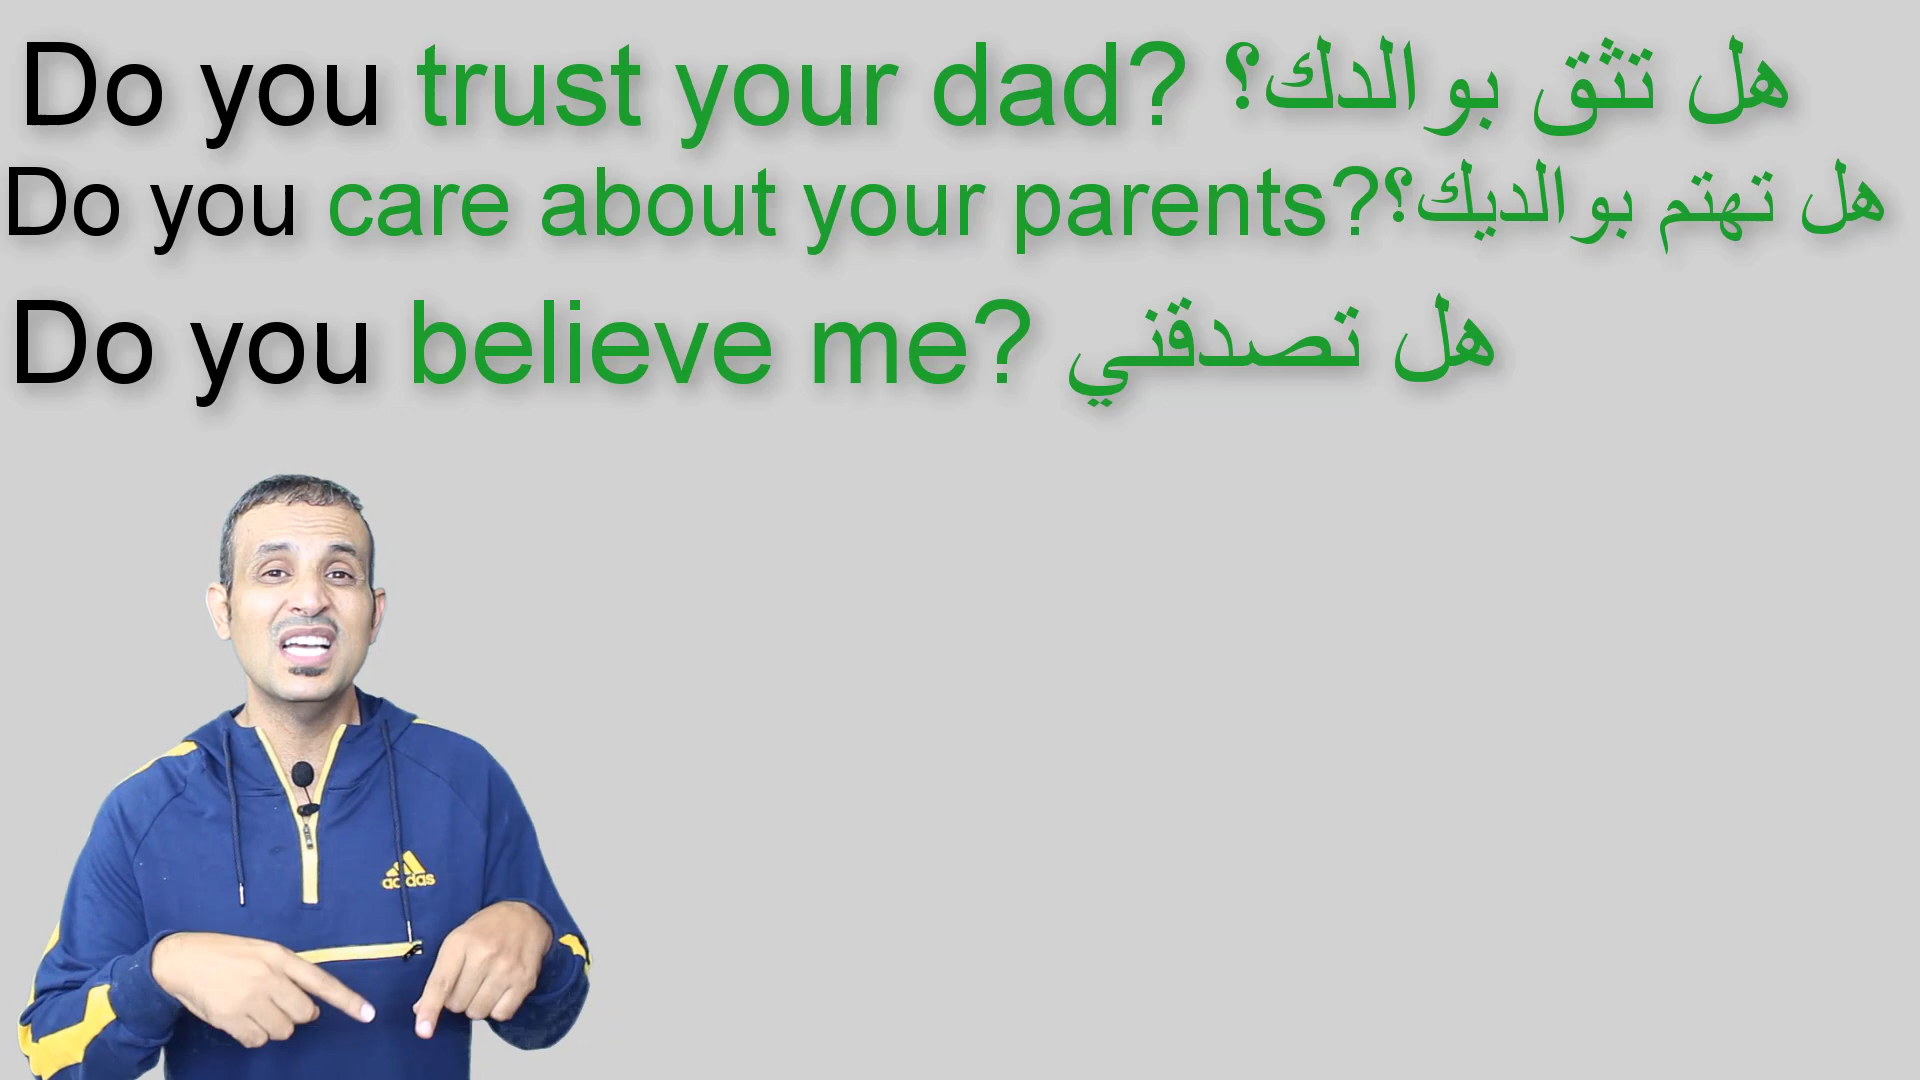 Do you trust your dad? هل تثق بوالدك؟
Do you care about your parents?هل تهتم بوالديك؟
Do you believe me? هل تصدقني
adidas